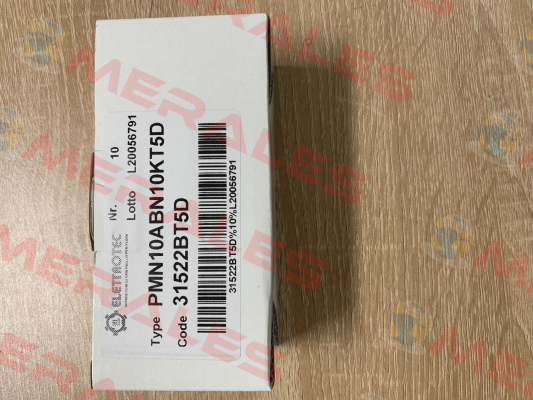 ELETTROTEC
Nr. 10
Lotto L20056791
Type PMN10ABN10KT5D
Code 31522BT5D
31522BT5D%10%L20056791
MERALES